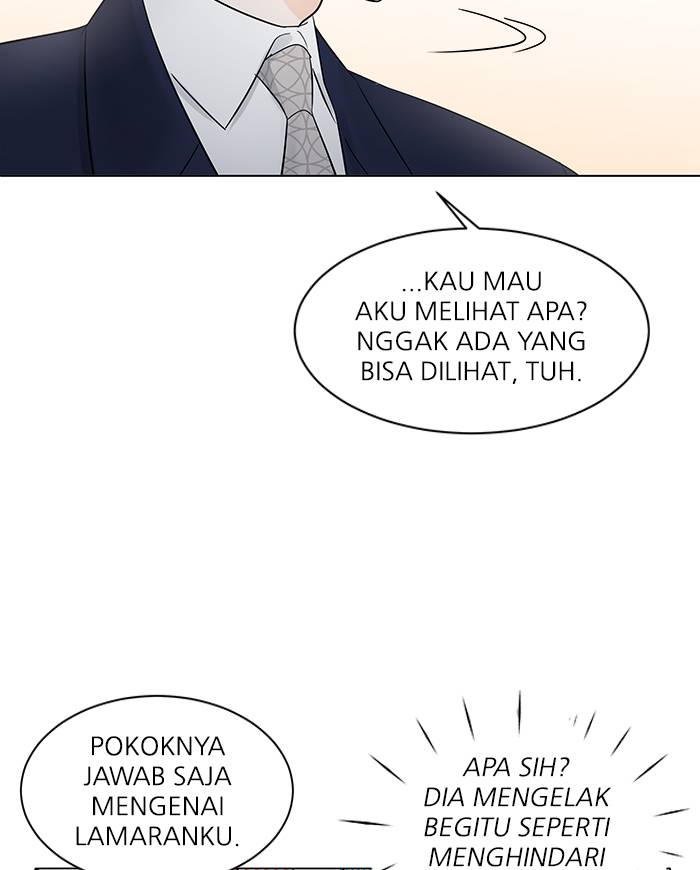 ...KAU MAU
AKU MELIHAT APA?
NGGAK ADA YANG
BISA DILIHAT, TUH.
POKOKNYA
JAWAB SAJA
MENGENAI
LAMARANKU.
APA SIH?
DIA MENGELAK
BEGITU SEPERTI
MENGHINDARI